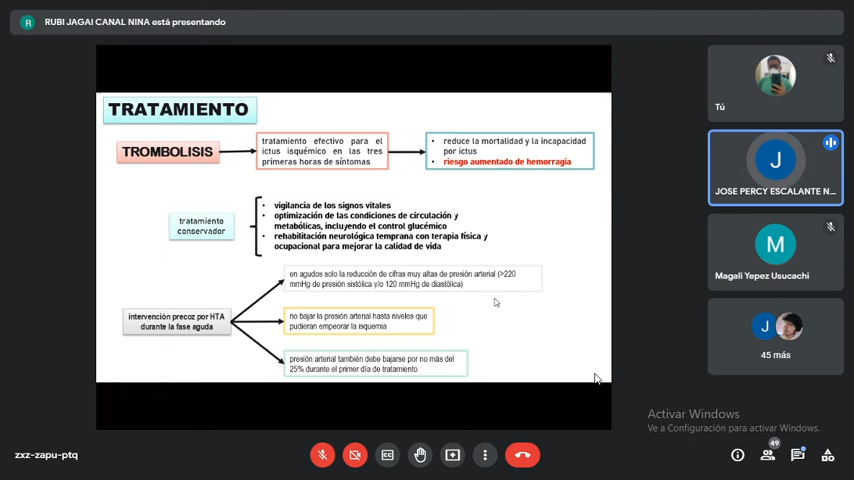 R RUBI JAGAI CANAL NINA está presentando
TRATAMIENTO
TROMBOLISIS
tratamiento efectivo para el
ictus isquémico en las tres
primeras horas de síntomas
• reduce la mortalidad y la incapacidad
por ictus
• riesgo aumentado de hemorragia
tratamiento
conservador
• vigilancia de los signos vitales
• optimización de las condiciones de circulación y
metabólicas, incluyendo el control glucémico
• rehabilitación neurológica temprana con terapia física y
ocupacional para mejorar la calidad de vida
intervención precoz por HTA
durante la fase aguda
en agudos solo la reducción de cifras muy altas de presión arterial (>220
mmHg de presión sistólica y/o 120 mmHg de diastólica)
no bajar la presión arterial hasta niveles que
pudieran empeorar la isquemia
presión arterial también debe bajarse por no más del
25% durante el primer día de tratamiento
Tú
J
JOSE PERCY ESCALANTE N...
M
Magali Yepez Usucachi
J
45 más
Activar Windows
Ve a Configuración para activar Windows.
zxz-zapu-ptq
CC
49